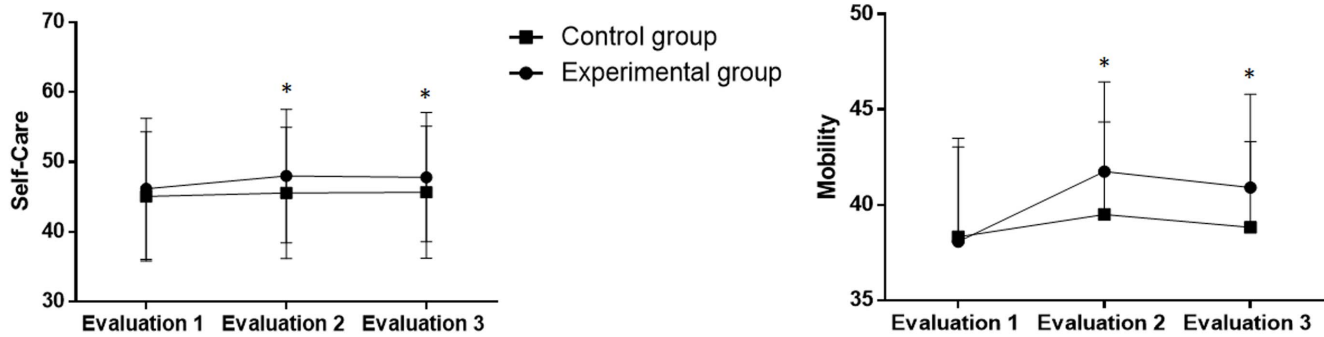 Self-Care
70
60
50
40
30
*
*
Evaluation 1 Evaluation 2 Evaluation 3
Control group
Experimental group
Mobility
50
45
40
35
*
*
Evaluation 1 Evaluation 2 Evaluation 3